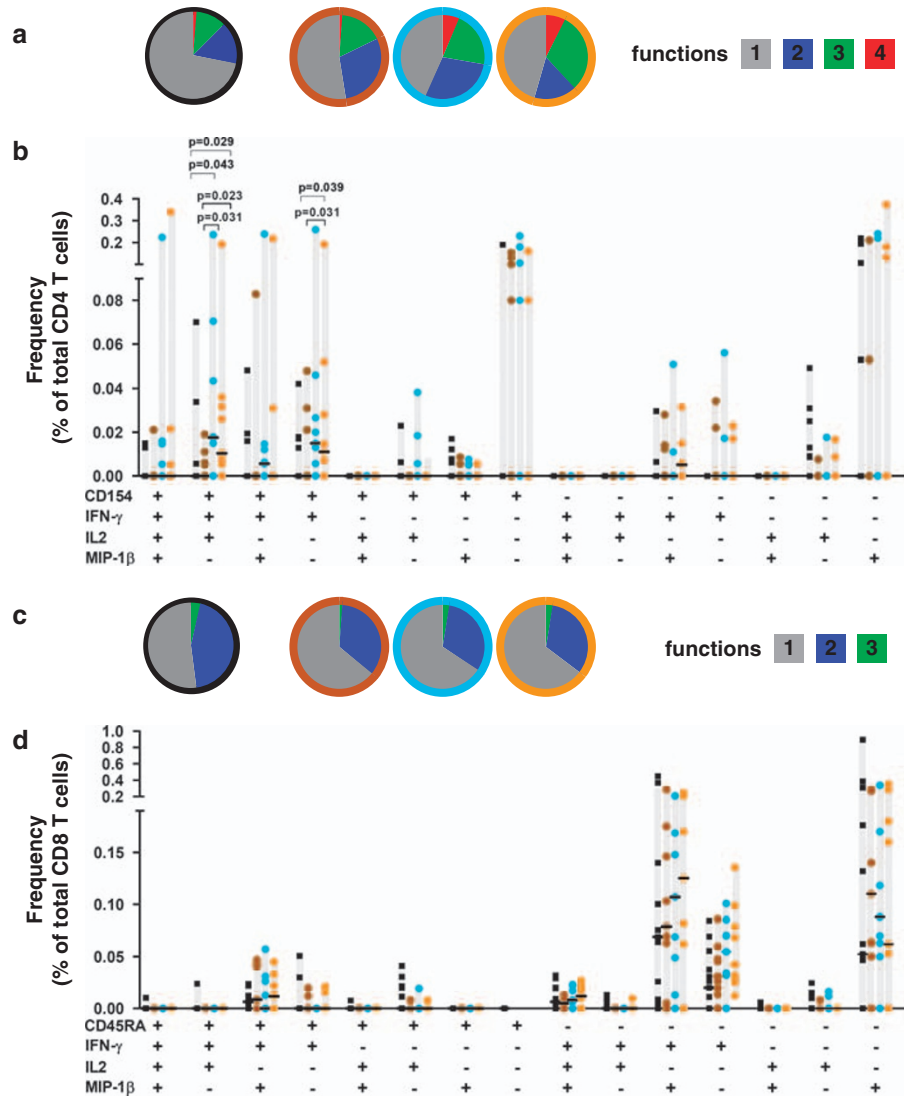 a
functions 1 2 3 4
b
p=0.029
p=0.043
p=0.023
p=0.031
p=0.039
p=0.031
Frequency
(% of total CD4 T cells)
0.4
0.3
0.2
0.08
0.06
0.04
0.02
0.00
CD154 + + + + + + + + - - - - - - -
IFN-γ + + + + - - - - + + + + - - -
IL2 + + - - + + - - + + - - + + -
MIP-1β + - + - + - + - + - + - + - +
c
functions 1 2 3
d
Frequency
(% of total CD8 T cells)
1.0
0.8
0.6
0.4
0.2
0.15
0.10
0.05
0.00
CD45RA + + + + + + + + - - - - - - -
IFN-γ + + + + - - - - + + + + - - -
IL2 + + - - + + - - + + - - + + -
MIP-1β + - + - + - + - + - + - + - +